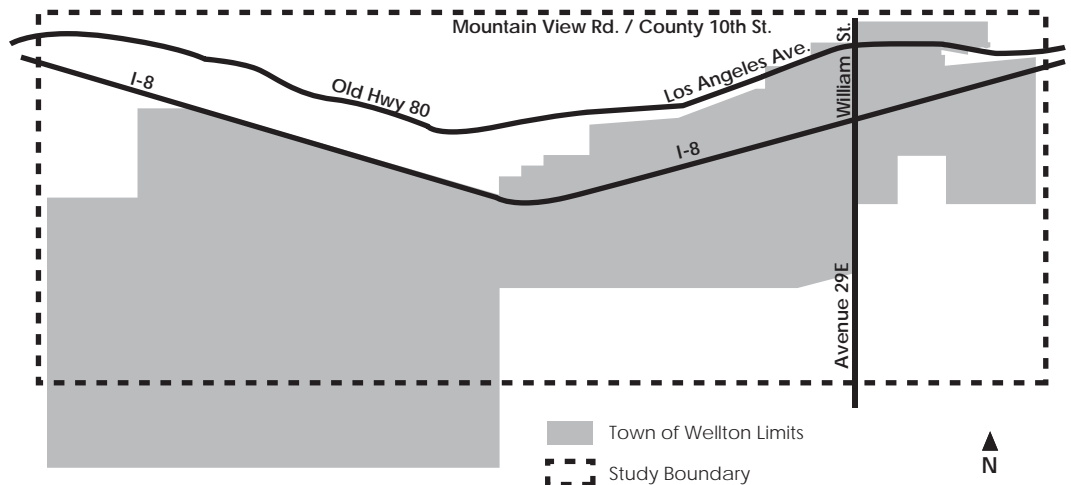 Mountain View Rd. / County 10th St.
William St.
Los Angeles Ave.
I-8
Old Hwy 80
I-8
Avenue 29E
Town of Wellton Limits
Study Boundary
N